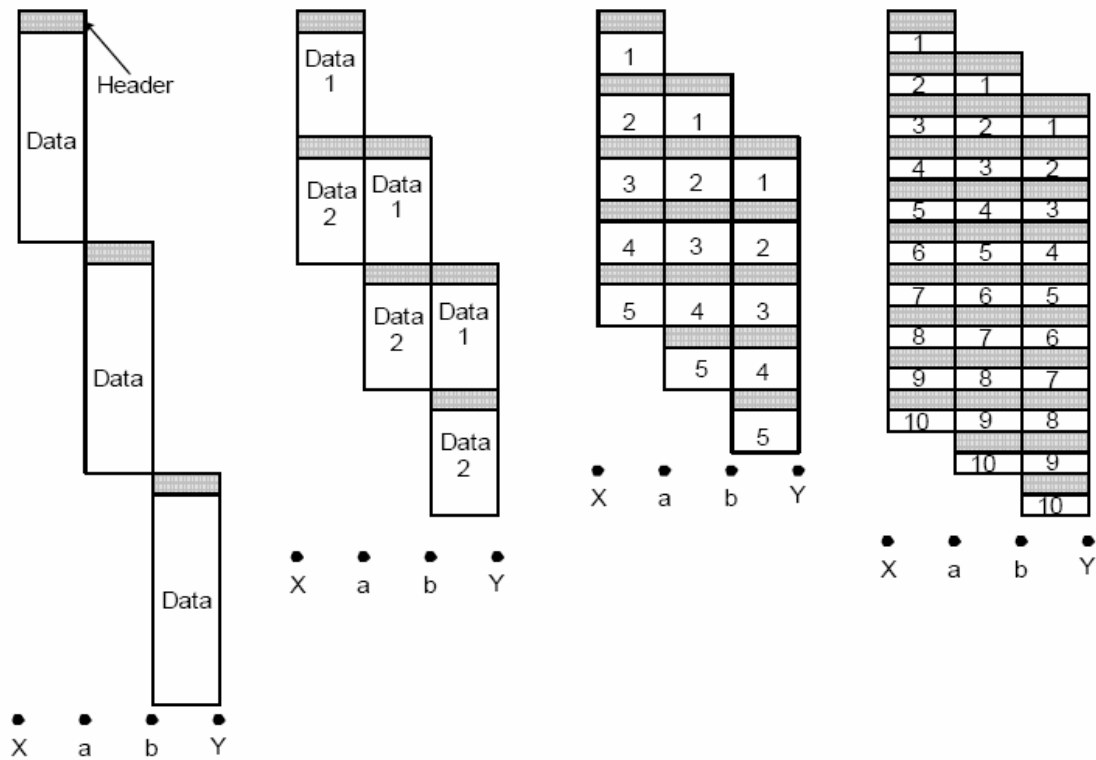 Header
Data
Data
Data
X a b Y
Data
1
Data
2
Data
1
Data
2
Data
1
Data
2
X a b Y
1
2 1
3 2 1
4 3 2
5 4 3
5 4
5
X a b Y
1
2 1
3 2 1
4 3 2
5 4 3
6 5 4
7 6 5
8 7 6
9 8 7
10 9 8
10 9
10
X a b Y